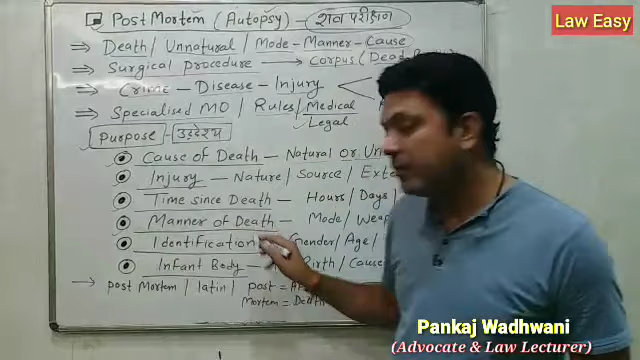 Post Mortem (Autopsy) - शव परीक्षण
Law Easy
⇒ Death/ Unnatural / Mode-Manner-Cause
⇒ Surgical procedure → Corpus (Dead
⇒ Crime - Disease - Injury
⇒ Specialised MO / Rules/ Medical
Legal
Purpose - उद्देश्य
Cause of Death - Natural or
Injury - Nature/ Source/
Time since Death - Hours/ Days/
Manner of Death - Mode/
Identification - Gender/ Age/
Infant Body - Birth/ Cause
→ post Mortem / latin/ post =
Mortem = Death
Pankaj Wadhwani
(Advocate & Law Lecturer)